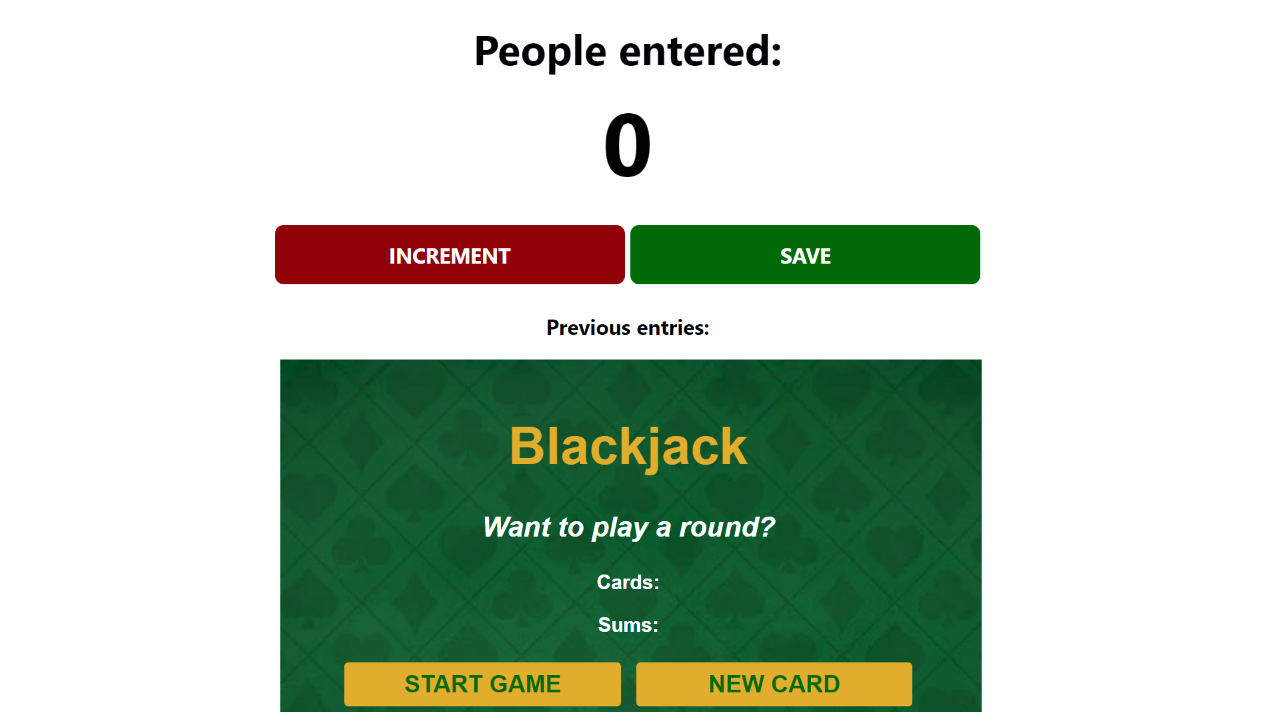 People entered:
0
INCREMENT SAVE
Previous entries:
Blackjack
Want to play a round?
Cards:
Sums:
START GAME NEW CARD